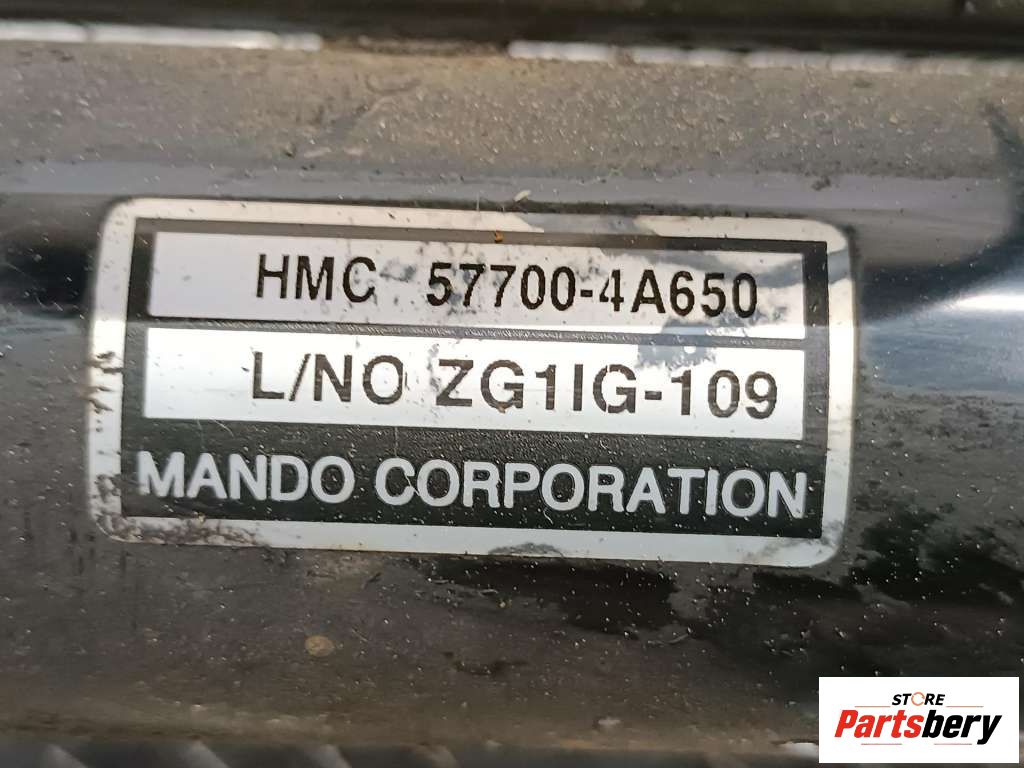 HMC 57700-4A650
L/NO ZG1IG-109
MANDO CORPORATION
STORE
Partsbery